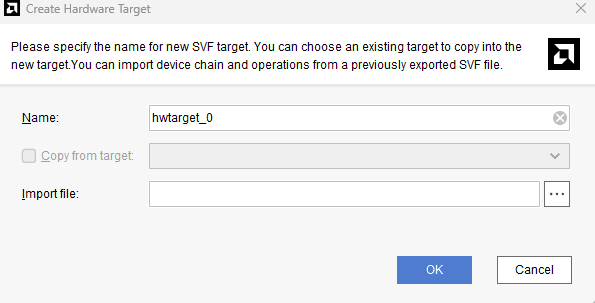 Create Hardware Target
Please specify the name for new SVF target. You can choose an existing target to copy into the
new target.You can import device chain and operations from a previously exported SVF file.
Name: hwtarget_0
Copy from target:
Import file: ...
OK Cancel